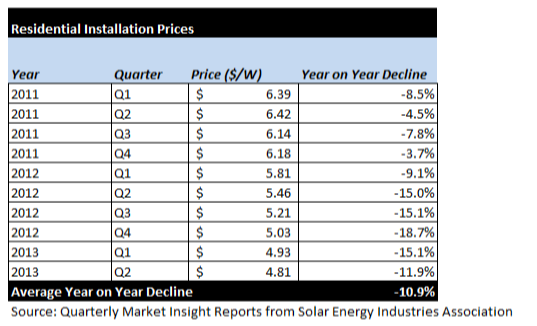 Residential Installation Prices
Year Quarter Price ($/W) Year on Year Decline
2011 Q1 $ 6.39 -8.5%
2011 Q2 $ 6.42 -4.5%
2011 Q3 $ 6.14 -7.8%
2011 Q4 $ 6.18 -3.7%
2012 Q1 $ 5.81 -9.1%
2012 Q2 $ 5.46 -15.0%
2012 Q3 $ 5.21 -15.1%
2012 Q4 $ 5.03 -18.7%
2013 Q1 $ 4.93 -15.1%
2013 Q2 $ 4.81 -11.9%
Average Year on Year Decline -10.9%
Source: Quarterly Market Insight Reports from Solar Energy Industries Association